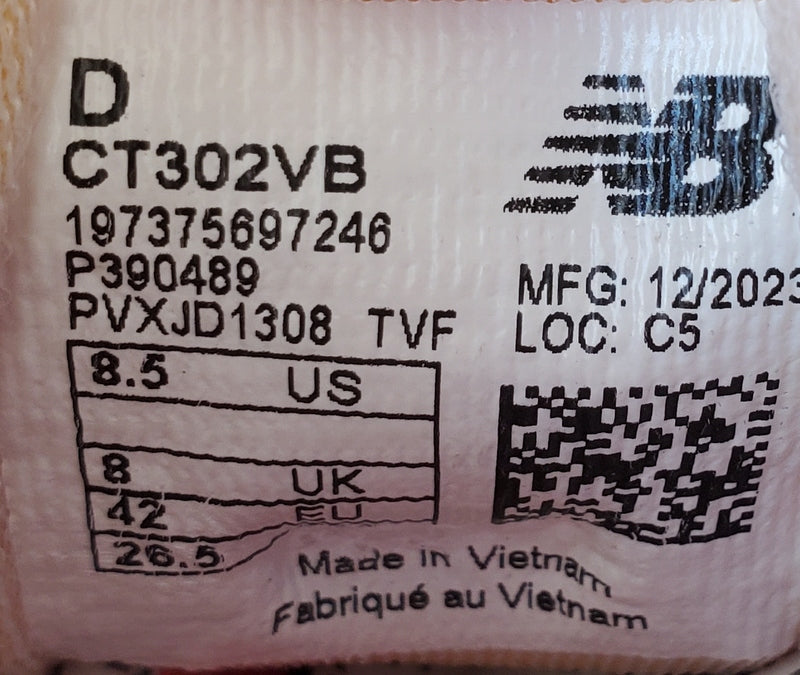 D
CT302VB
197375697246
P390489
PVXJD1308 TVF
8.5 US
8 UK
42 EU
26.5
NB
MFG: 12/2023
LOC: C5
Made in Vietnam
Fabriqué au Vietnam